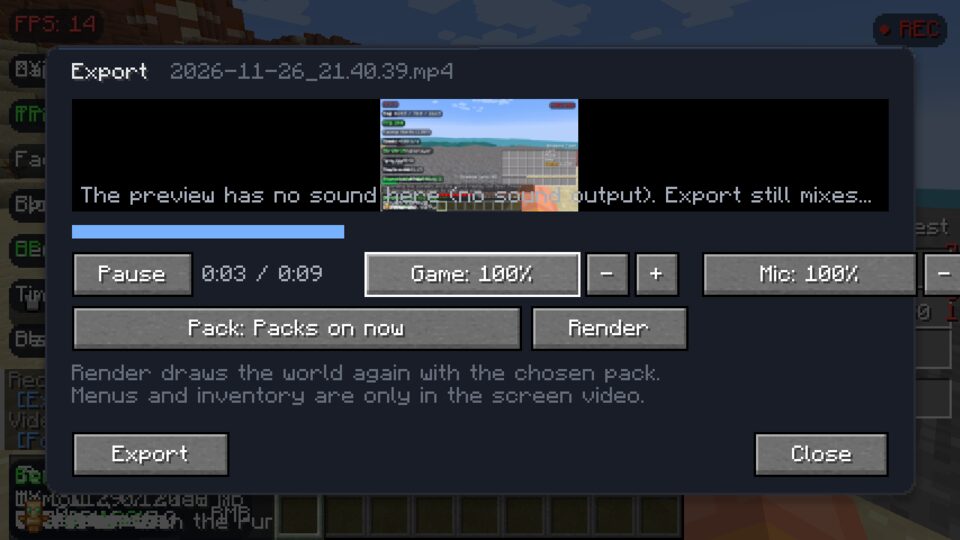 FPS: 14
REC
Export 2026-11-26_21.40.39.mp4
The preview has no sound here (no sound output). Export still mixes...
Pause 0:03 / 0:09 Game: 100% - + Mic: 100% -
Pack: Packs on now Render
Render draws the world again with the chosen pack.
Menus and inventory are only in the screen video.
Export Close